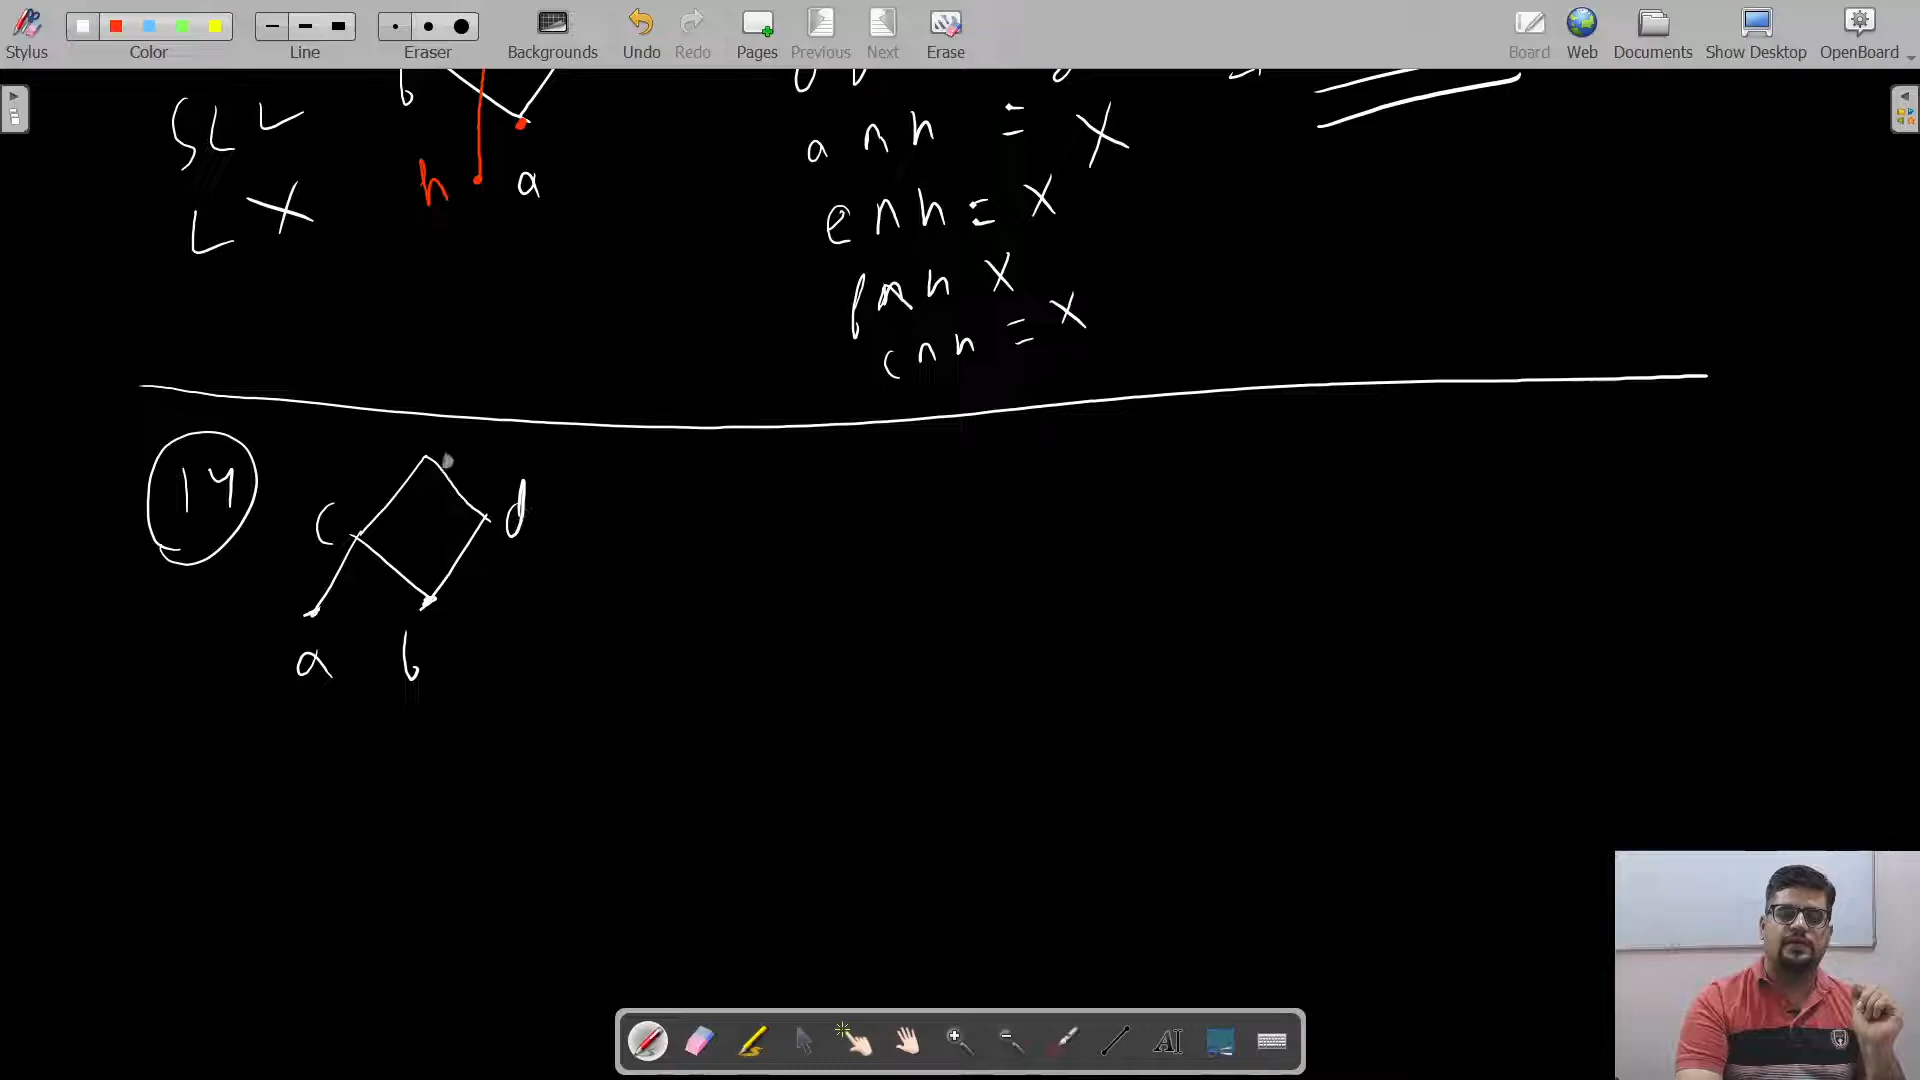 Stylus
Color
Line
Eraser
Backgrounds
Undo
Redo
Pages
Previous
Next
Erase
Board
Web
Documents
Show Desktop
OpenBoard
SL
L X
b
h
a
a n h = X
e n h = X
f n h X
c n h = X
14
c
d
a
b